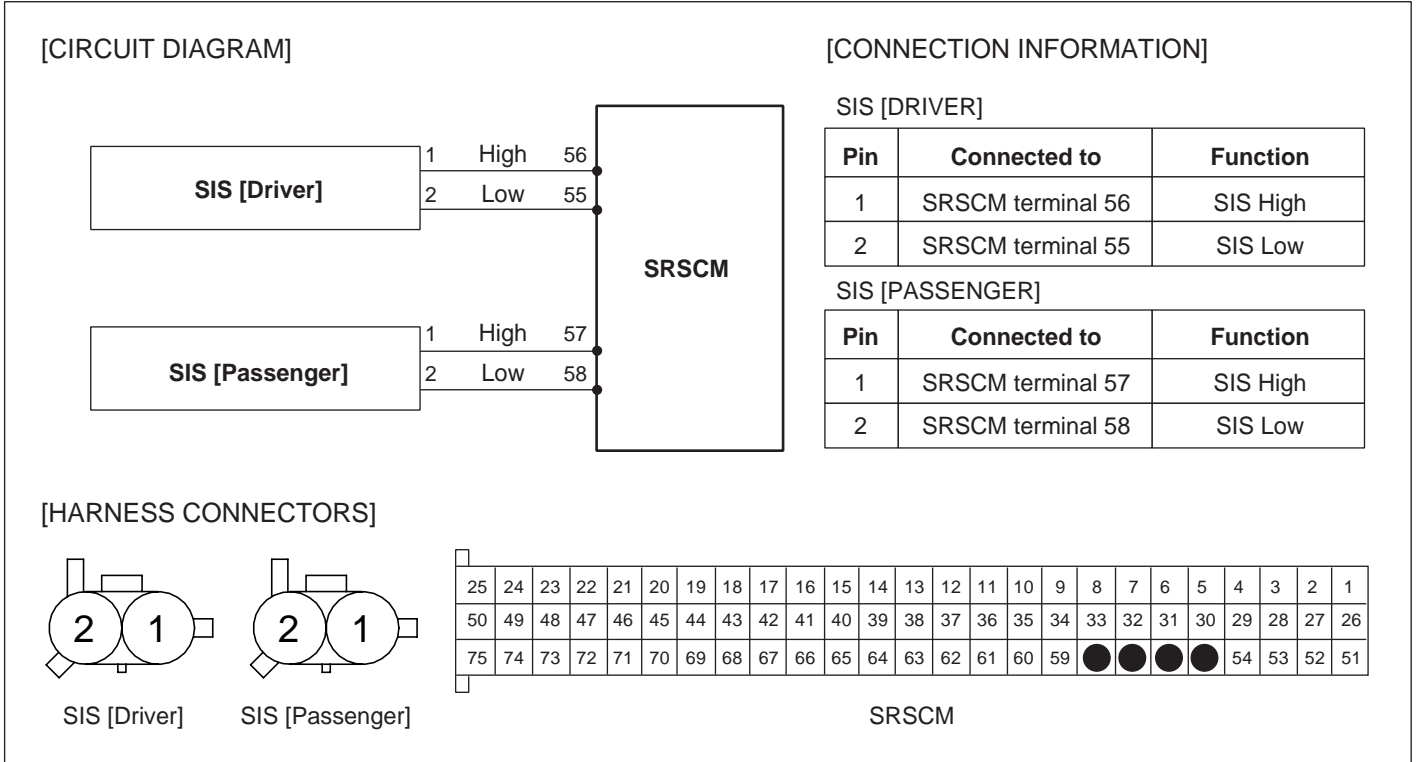 [CIRCUIT DIAGRAM]
SIS [Driver]
1 High 56
2 Low 55
SRSCM
SIS [Passenger]
1 High 57
2 Low 58
[CONNECTION INFORMATION]
SIS [DRIVER]
Pin Connected to Function
1 SRSCM terminal 56 SIS High
2 SRSCM terminal 55 SIS Low
SIS [PASSENGER]
Pin Connected to Function
1 SRSCM terminal 57 SIS High
2 SRSCM terminal 58 SIS Low
[HARNESS CONNECTORS]
2 1
SIS [Driver]
2 1
SIS [Passenger]
25 24 23 22 21 20 19 18 17 16 15 14 13 12 11 10 9 8 7 6 5 4 3 2 1
50 49 48 47 46 45 44 43 42 41 40 39 38 37 36 35 34 33 32 31 30 29 28 27 26
75 74 73 72 71 70 69 68 67 66 65 64 63 62 61 60 59 54 53 52 51
SRSCM